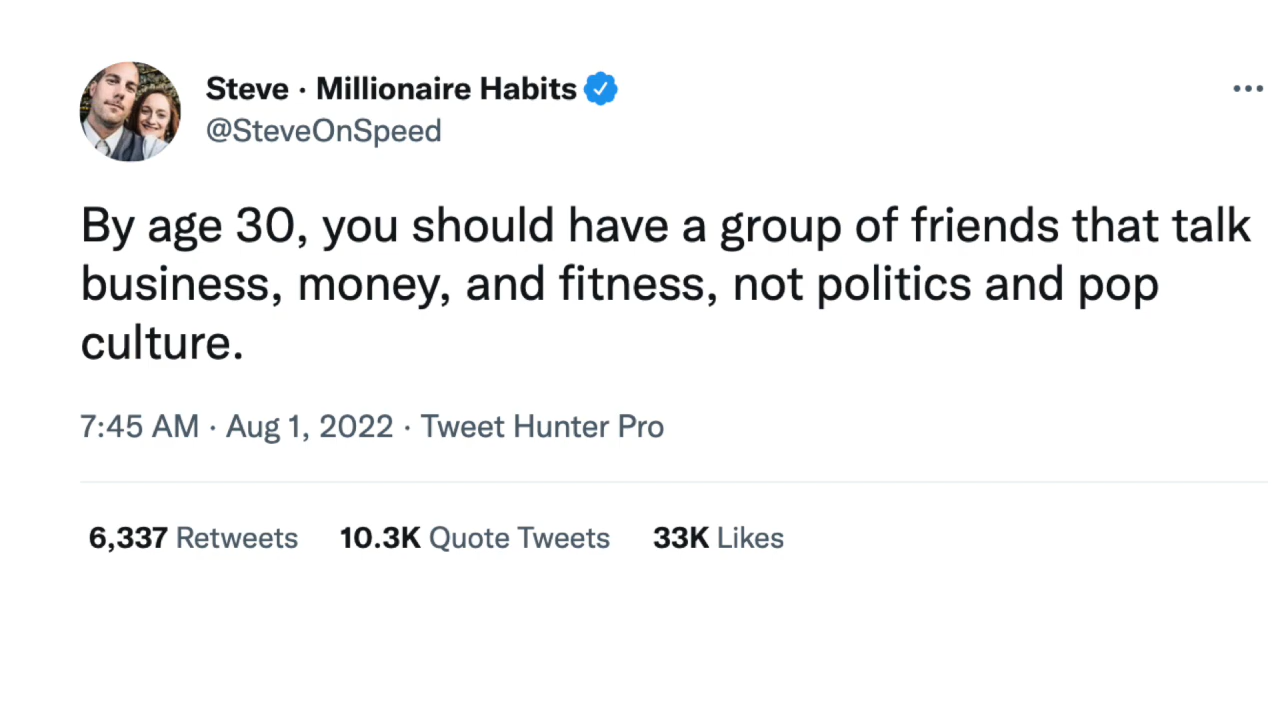 Steve · Millionaire Habits
@SteveOnSpeed
By age 30, you should have a group of friends that talk
business, money, and fitness, not politics and pop
culture.
7:45 AM · Aug 1, 2022 · Tweet Hunter Pro
6,337 Retweets 10.3K Quote Tweets 33K Likes